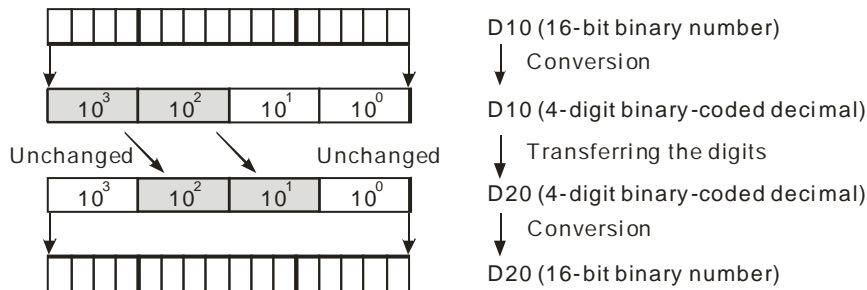 D10 (16-bit binary number)
Conversion
10³ 10² 10¹ 10⁰ D10 (4-digit binary-coded decimal)
Unchanged Unchanged Transferring the digits
10³ 10² 10¹ 10⁰ D20 (4-digit binary-coded decimal)
Conversion
D20 (16-bit binary number)